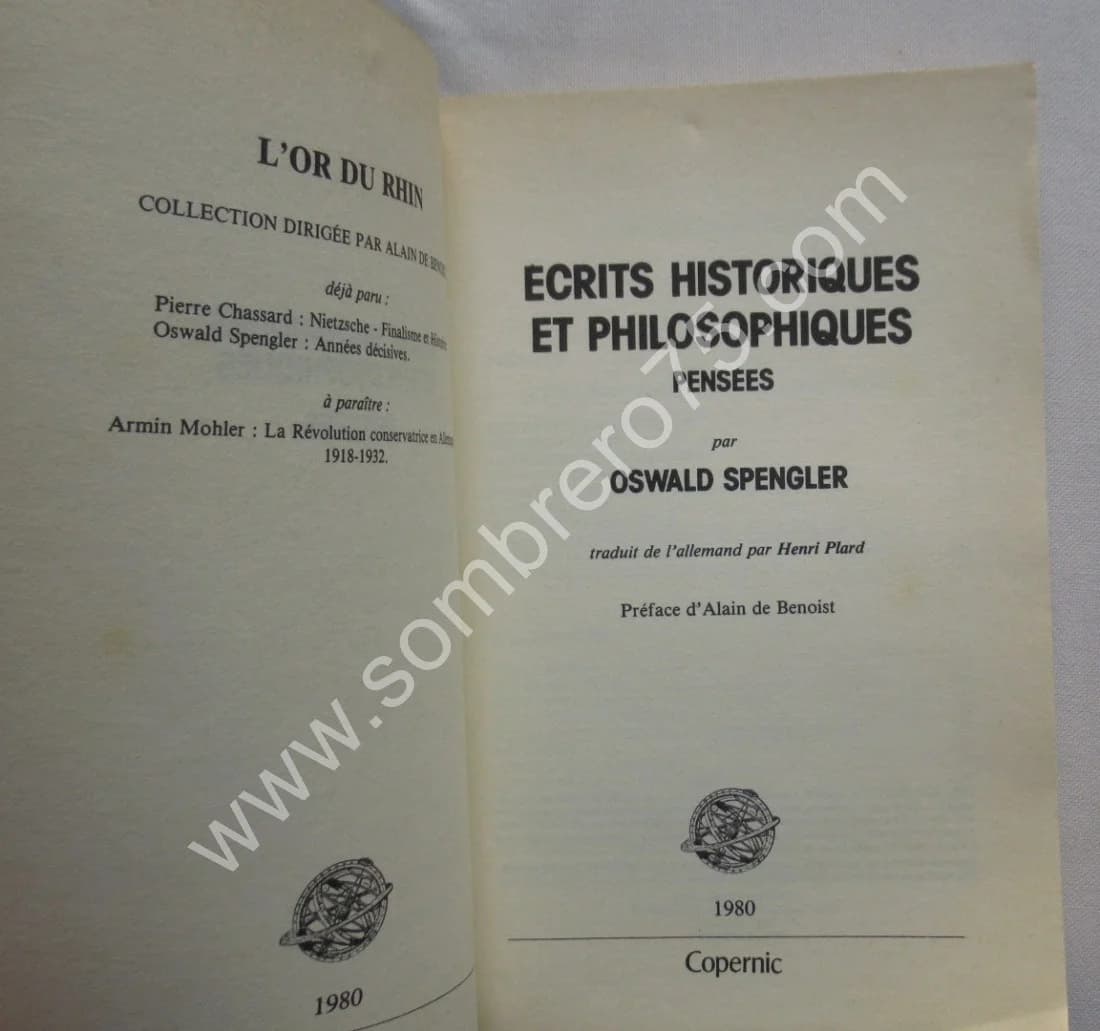 L'OR DU RHIN
COLLECTION DIRIGÉE PAR ALAIN DE
déjà paru :
Pierre Chassard : Nietzsche - Finalisme et
Oswald Spengler : Années décisives.
à paraître :
Armin Mohler : La Révolution conservatrice en
1918-1932.
1980
ECRITS HISTORIQUES
ET PHILOSOPHIQUES
PENSÉES
par
OSWALD SPENGLER
traduit de l'allemand par Henri Plard
Préface d'Alain de Benoist
1980
Copernic
www.sombrero75.com